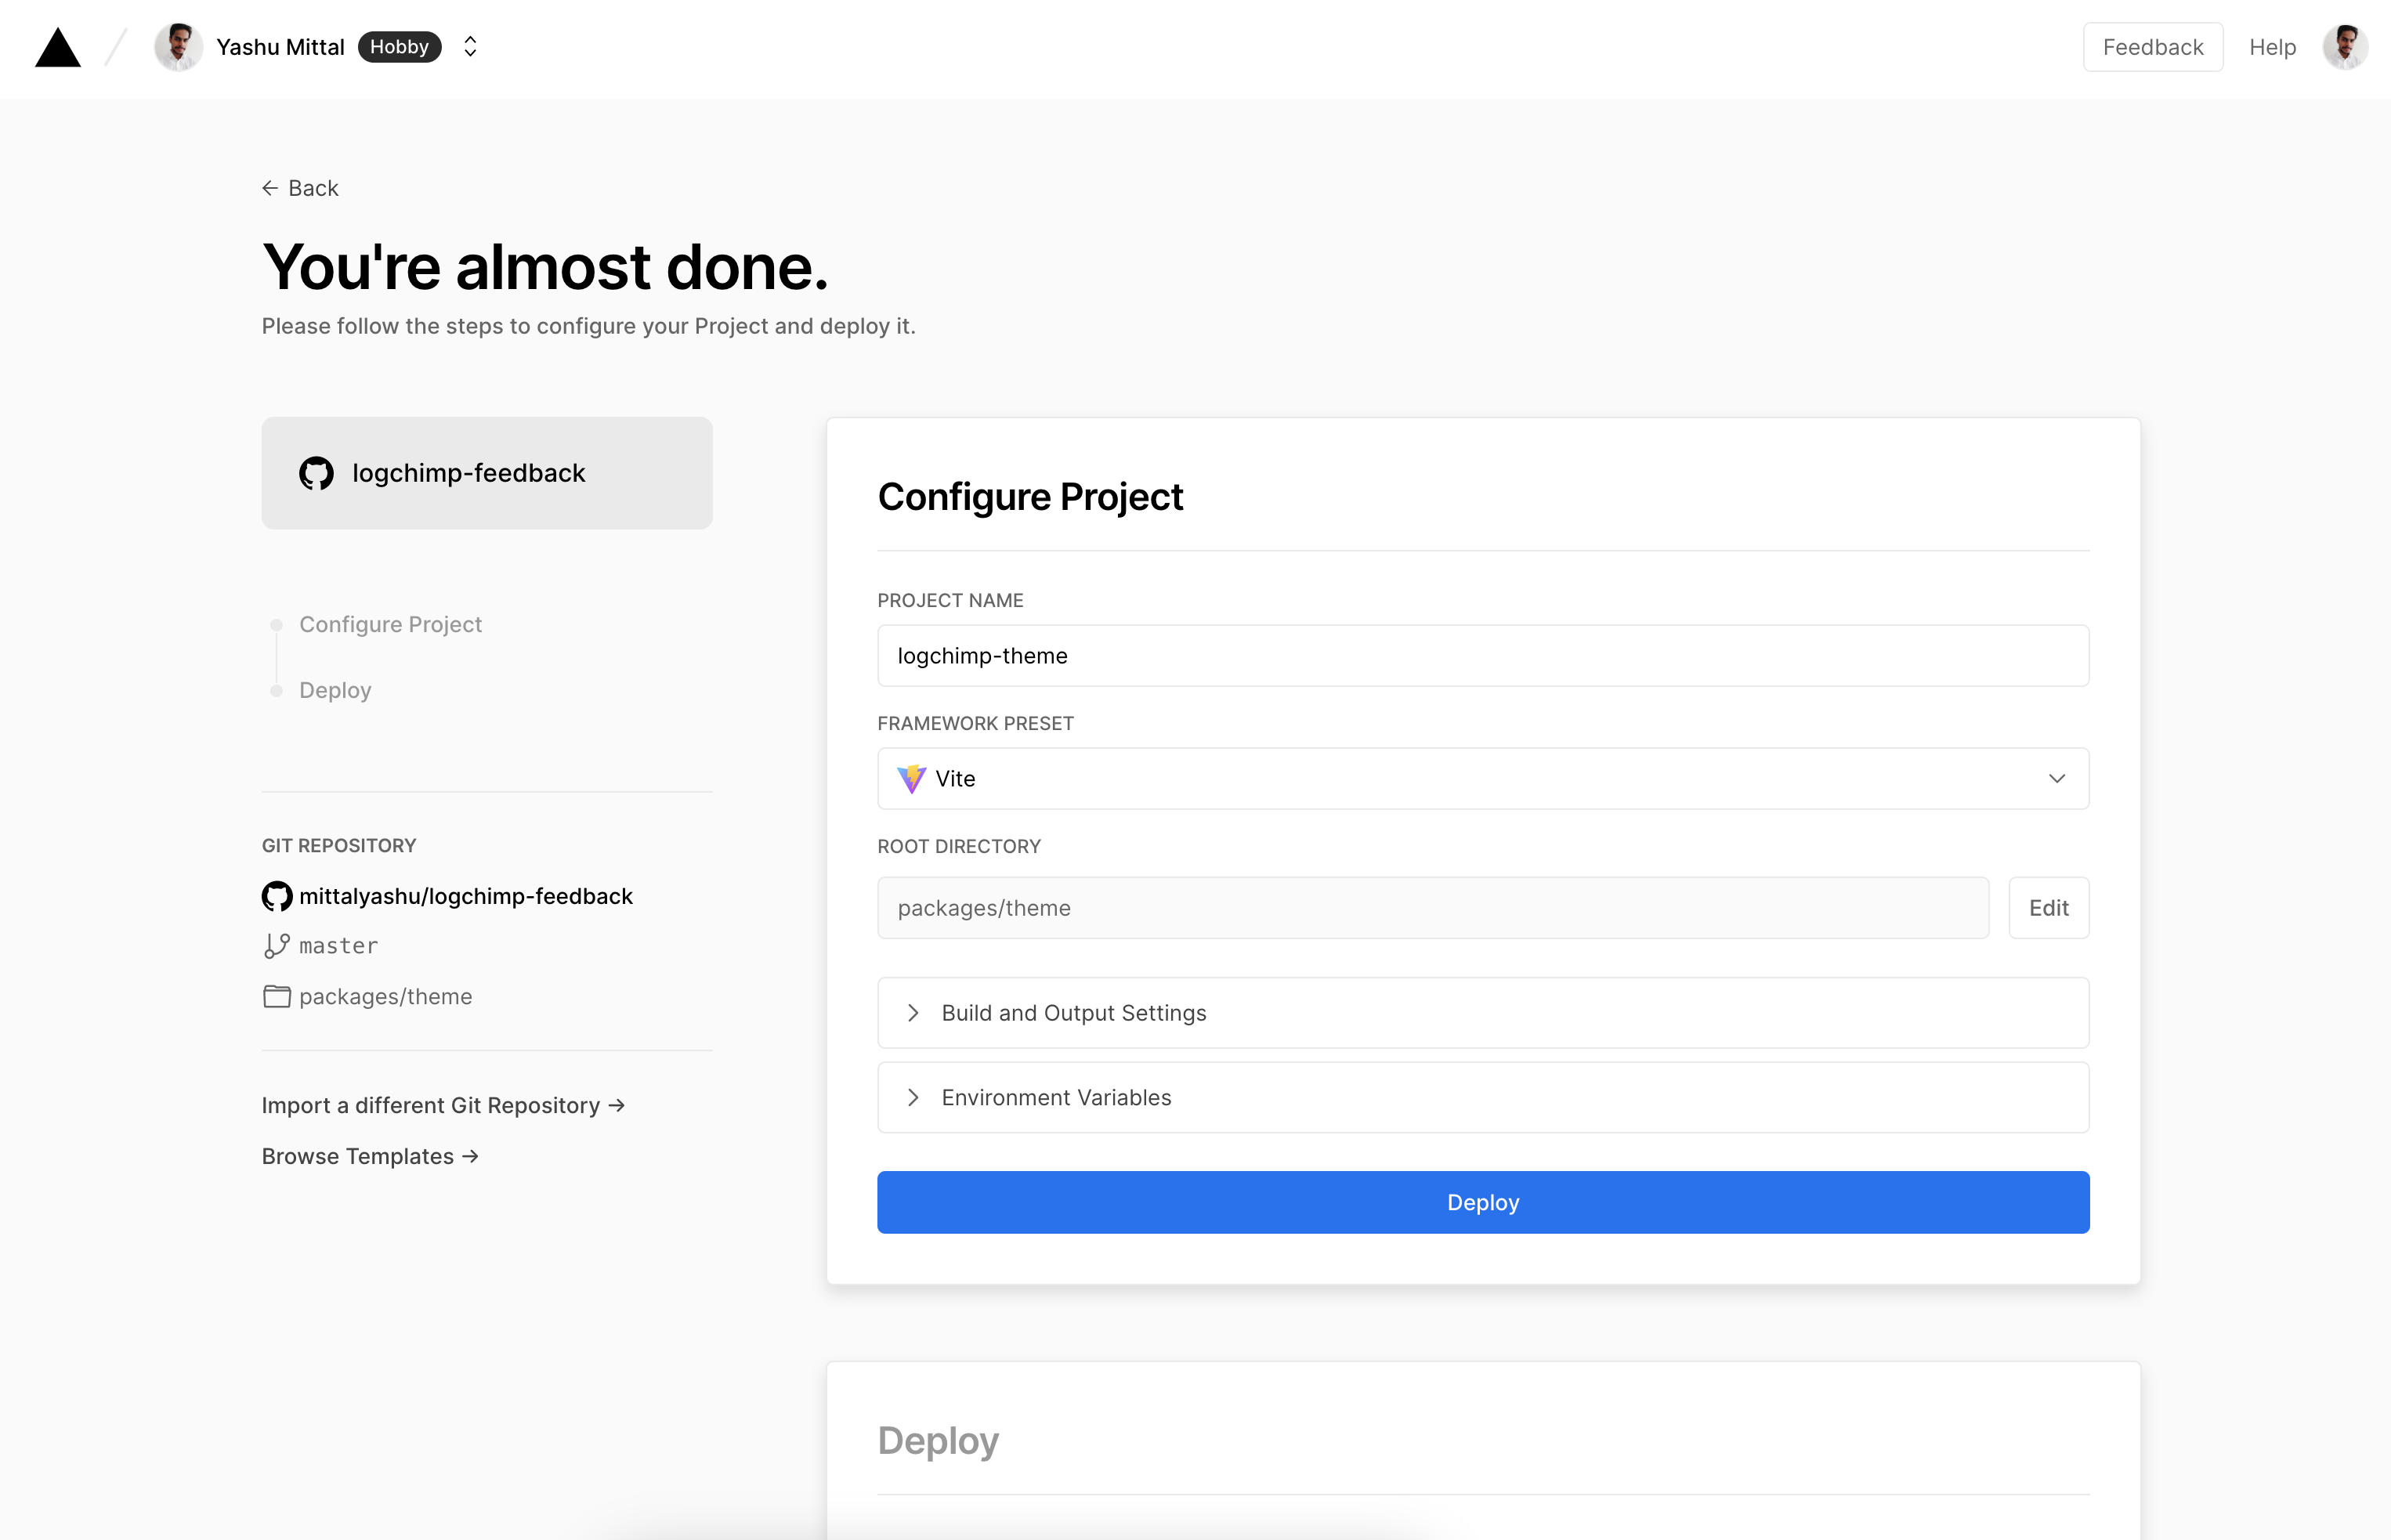 Yashu Mittal Hobby
Feedback Help
Back
You're almost done.
Please follow the steps to configure your Project and deploy it.
logchimp-feedback
Configure Project
Deploy
GIT REPOSITORY
mittalyashu/logchimp-feedback
master
packages/theme
Import a different Git Repository →
Browse Templates →
Configure Project
PROJECT NAME
logchimp-theme
FRAMEWORK PRESET
Vite
ROOT DIRECTORY
packages/theme
Edit
Build and Output Settings
Environment Variables
Deploy
Deploy